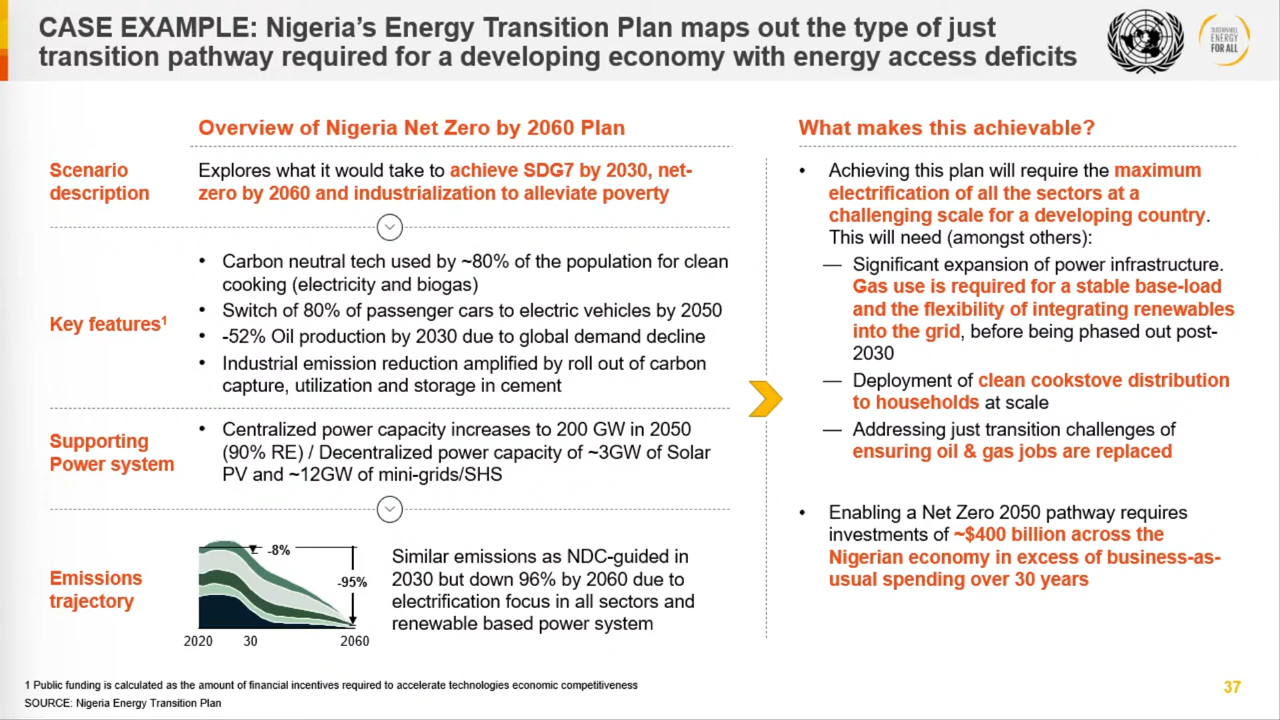 CASE EXAMPLE: Nigeria’s Energy Transition Plan maps out the type of just
transition pathway required for a developing economy with energy access deficits
SUSTAINABLE
ENERGY
FOR ALL
Overview of Nigeria Net Zero by 2060 Plan
Scenario
description
Explores what it would take to achieve SDG7 by 2030, net-
zero by 2060 and industrialization to alleviate poverty
Key features¹
• Carbon neutral tech used by ~80% of the population for clean
cooking (electricity and biogas)
• Switch of 80% of passenger cars to electric vehicles by 2050
• -52% Oil production by 2030 due to global demand decline
• Industrial emission reduction amplified by roll out of carbon
capture, utilization and storage in cement
Supporting
Power system
• Centralized power capacity increases to 200 GW in 2050
(90% RE) / Decentralized power capacity of ~3GW of Solar
PV and ~12GW of mini-grids/SHS
Emissions
trajectory
-8%
-95%
2020 30 2060
Similar emissions as NDC-guided in
2030 but down 96% by 2060 due to
electrification focus in all sectors and
renewable based power system
What makes this achievable?
• Achieving this plan will require the maximum
electrification of all the sectors at a
challenging scale for a developing country.
This will need (amongst others):
— Significant expansion of power infrastructure.
Gas use is required for a stable base-load
and the flexibility of integrating renewables
into the grid, before being phased out post-
2030
— Deployment of clean cookstove distribution
to households at scale
— Addressing just transition challenges of
ensuring oil & gas jobs are replaced
• Enabling a Net Zero 2050 pathway requires
investments of ~$400 billion across the
Nigerian economy in excess of business-as-
usual spending over 30 years
1 Public funding is calculated as the amount of financial incentives required to accelerate technologies economic competitiveness
SOURCE: Nigeria Energy Transition Plan
37